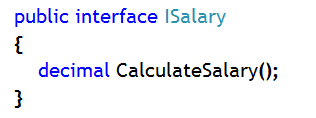 public interface ISalary
{
decimal CalculateSalary();
}